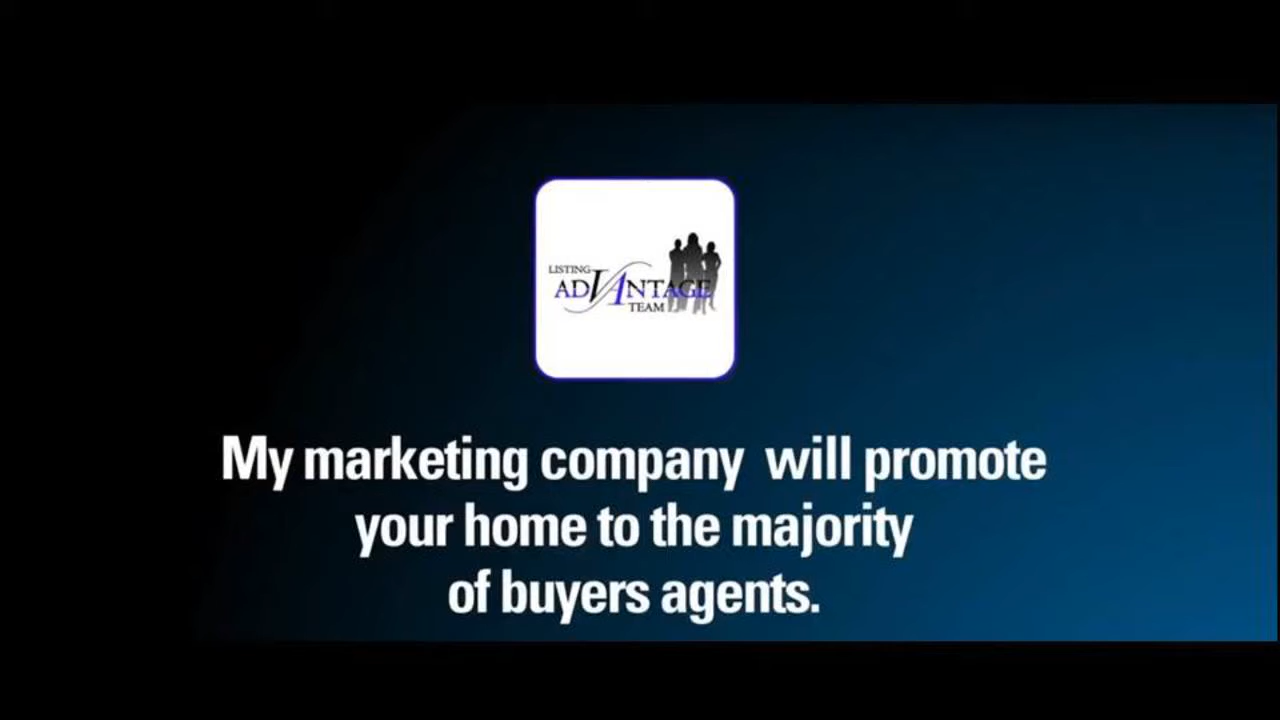 LISTING
ADVANTAGE
TEAM
My marketing company will promote
your home to the majority
of buyers agents.